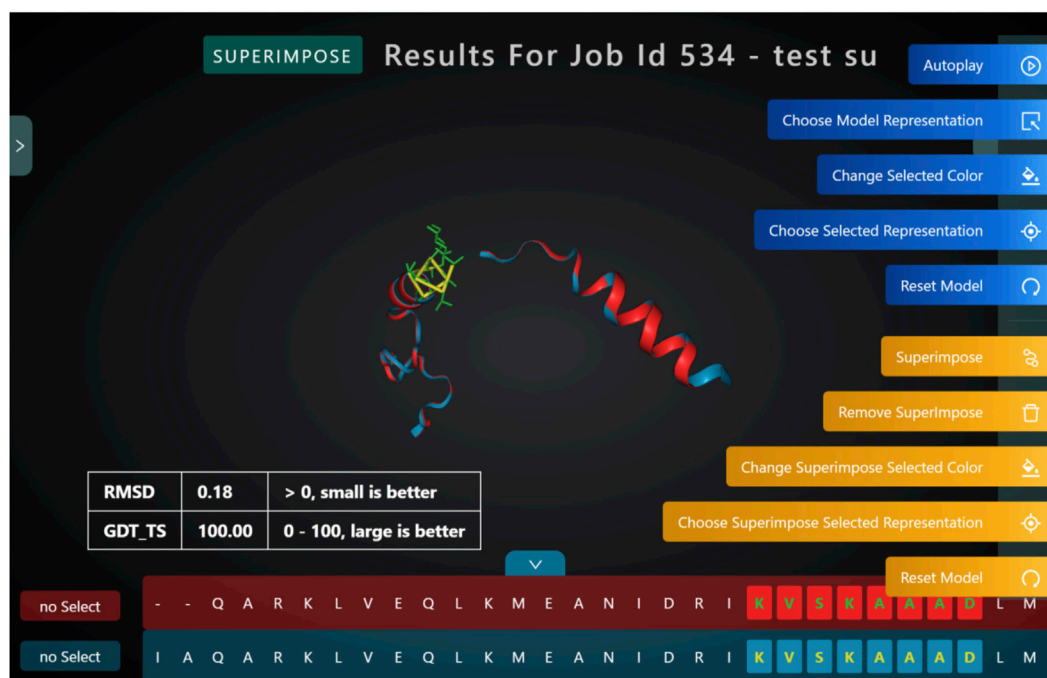 SUPERIMPOSE
Results For Job Id 534 - test su
Autoplay
Choose Model Representation
Change Selected Color
Choose Selected Representation
Reset Model
Superimpose
Remove SuperImpose
Change Superimpose Selected Color
Choose Superimpose Selected Representation
Reset Model
RMSD 0.18 > 0, small is better
GDT_TS 100.00 0 - 100, large is better
no Select - - Q A R K L V E Q L K M E A N I D R I K V S K A A A D L M
no Select I A Q A R K L V E Q L K M E A N I D R I K V S K A A A D L M